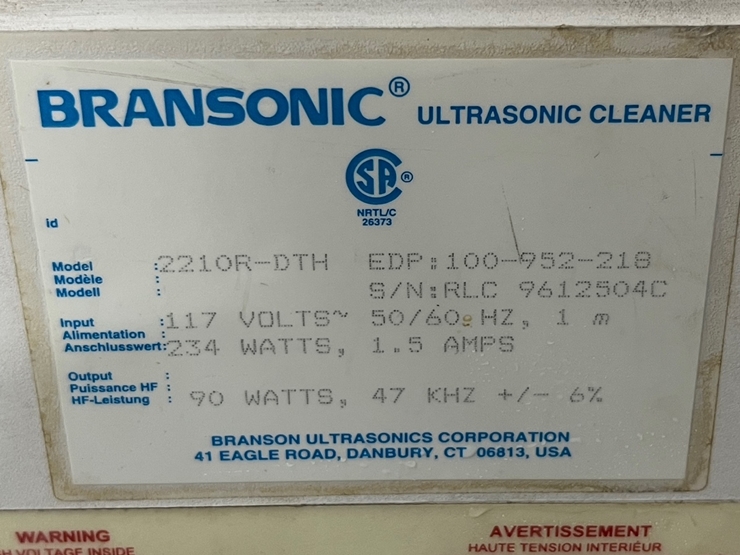 BRANSONIC® ULTRASONIC CLEANER
SA®
NRTL/C
26373
id
Model :2210R-DTH EDP:100-952-218
Modèle
Modell : S/N:RLC 9612504C
Input :117 VOLTS~ 50/60 HZ, 1 m
Alimentation :
Anschlusswert:234 WATTS, 1.5 AMPS
Output :
Puissance HF :
HF-Leistung : 90 WATTS, 47 KHZ +/- 6%
BRANSON ULTRASONICS CORPORATION
41 EAGLE ROAD, DANBURY, CT 06813, USA
WARNING AVERTISSEMENT
VOLTAGE INSIDE HAUTE TENSION INTERIEUR